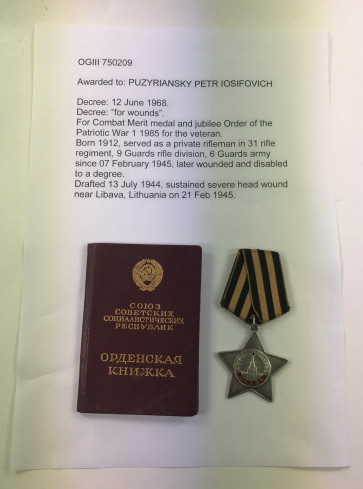 OGIII 750209
Awarded to: PUZYRIANSKY PETR IOSIFOVICH
Decree: 12 June 1968.
Decree: "for wounds".
For Combat Merit medal and jubilee Order of the
Patriotic War 1 1985 for the veteran.
Born 1912, served as a private rifleman in 31 rifle
regiment, 9 Guards rifle division, 6 Guards army
since 07 February 1945, later wounded and disabled
to a degree.
Drafted 13 July 1944, sustained severe head wound
near Libava, Lithuania on 21 Feb 1945.
СОЮЗ
СОВЕТСКИХ
СОЦИАЛИСТИЧЕСКИХ
РЕСПУБЛИК
ОРДЕНСКАЯ
КНИЖКА